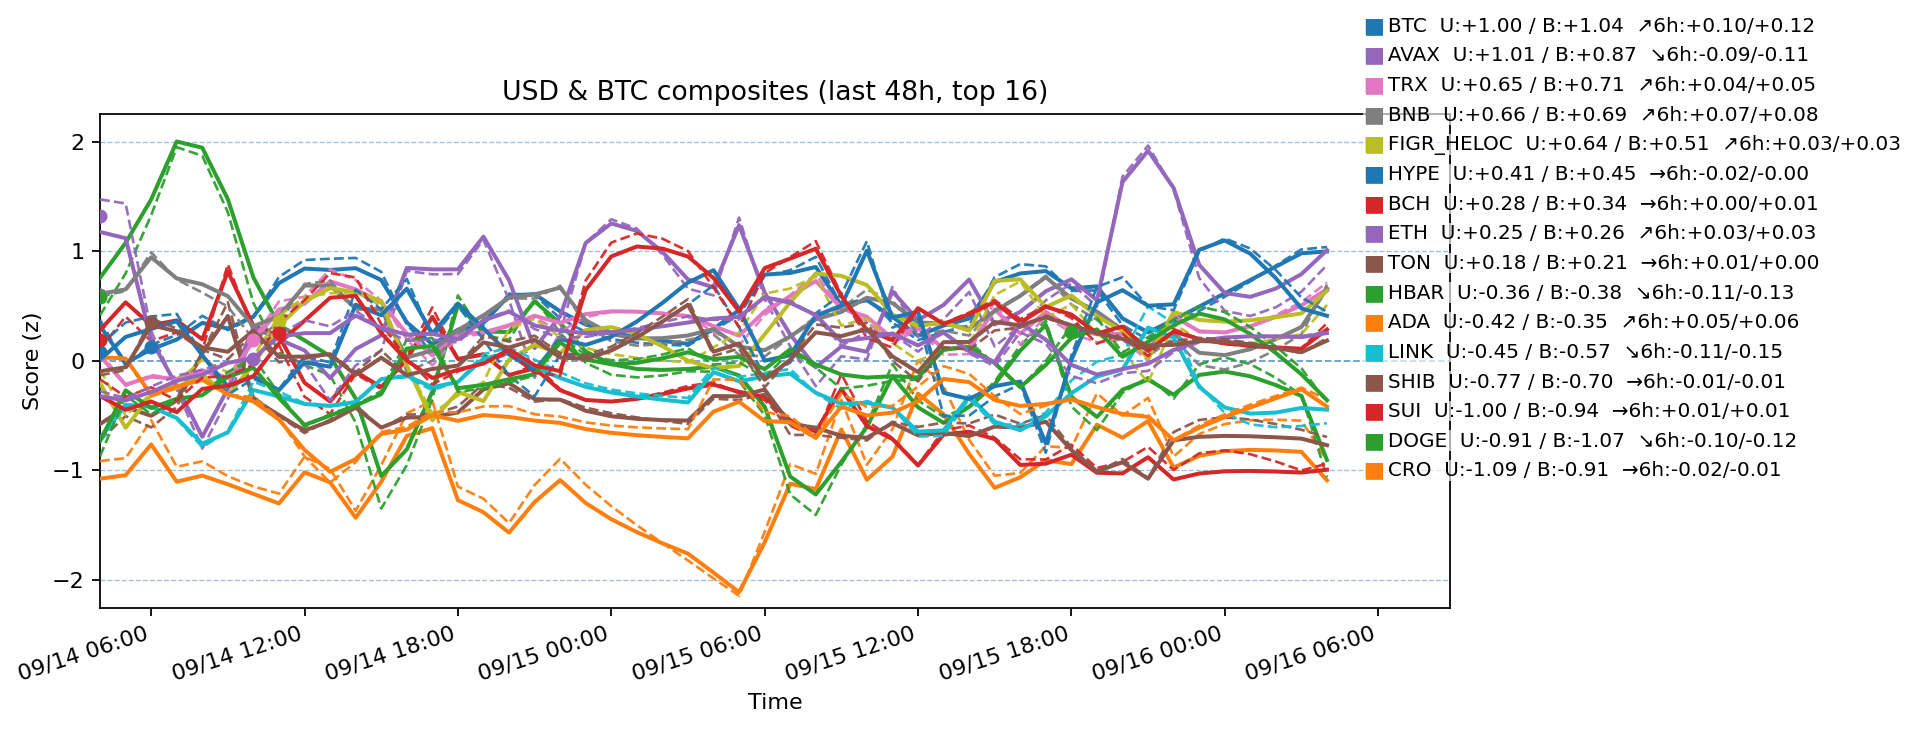 BTC  U:+1.00 / B:+1.04  ↗6h:+0.10/+0.12
AVAX  U:+1.01 / B:+0.87  ↘6h:-0.09/-0.11
TRX  U:+0.65 / B:+0.71  ↗6h:+0.04/+0.05
BNB  U:+0.66 / B:+0.69  ↗6h:+0.07/+0.08
FIGR_HELOC  U:+0.64 / B:+0.51  ↗6h:+0.03/+0.03
HYPE  U:+0.41 / B:+0.45  →6h:-0.02/-0.00
BCH  U:+0.28 / B:+0.34  →6h:+0.00/+0.01
ETH  U:+0.25 / B:+0.26  ↗6h:+0.03/+0.03
TON  U:+0.18 / B:+0.21  →6h:+0.01/+0.00
HBAR  U:-0.36 / B:-0.38  ↘6h:-0.11/-0.13
ADA  U:-0.42 / B:-0.35  ↗6h:+0.05/+0.06
LINK  U:-0.45 / B:-0.57  ↘6h:-0.11/-0.15
SHIB  U:-0.77 / B:-0.70  →6h:-0.01/-0.01
SUI  U:-1.00 / B:-0.94  →6h:+0.01/+0.01
DOGE  U:-0.91 / B:-1.07  ↘6h:-0.10/-0.12
CRO  U:-1.09 / B:-0.91  →6h:-0.02/-0.01
USD & BTC composites (last 48h, top 16)
Score (z)
2
1
0
−1
−2
09/14 06:00
09/14 12:00
09/14 18:00
09/15 00:00
09/15 06:00
09/15 12:00
09/15 18:00
09/16 00:00
09/16 06:00
Time